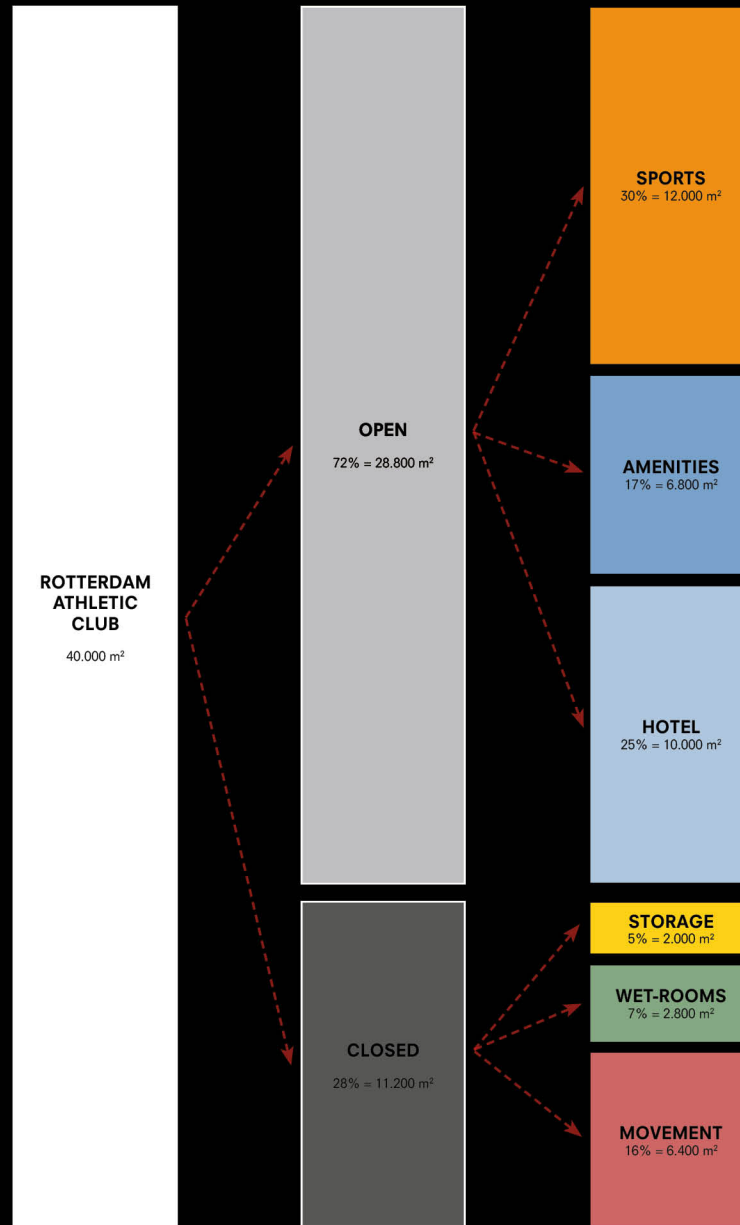 ROTTERDAM
ATHLETIC
CLUB
40.000 m²
OPEN
72% = 28.800 m²
CLOSED
28% = 11.200 m²
SPORTS
30% = 12.000 m²
AMENITIES
17% = 6.800 m²
HOTEL
25% = 10.000 m²
STORAGE
5% = 2.000 m²
WET-ROOMS
7% = 2.800 m²
MOVEMENT
16% = 6.400 m²